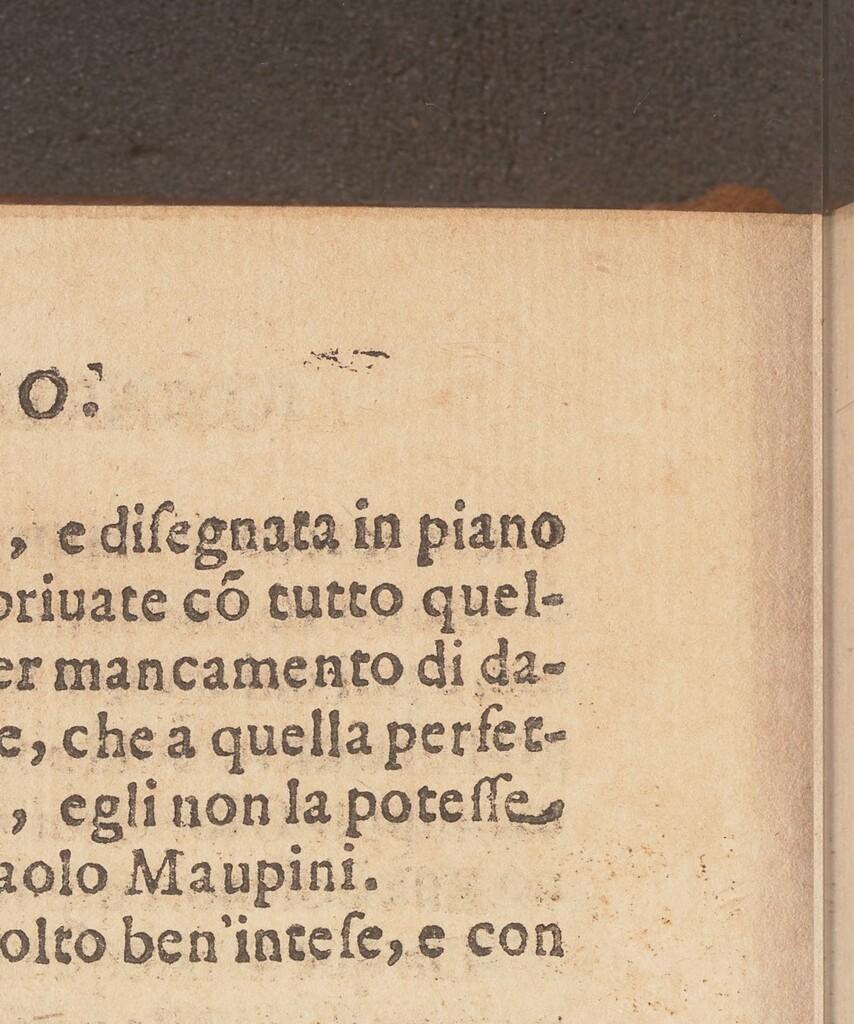 O.
, e diſegnata in piano
priuate cõ tutto quel-
er mancamento di da-
e, che a quella perfet-
, egli non la poteſſe
aolo Maupini.
olto ben'inteſe, e con